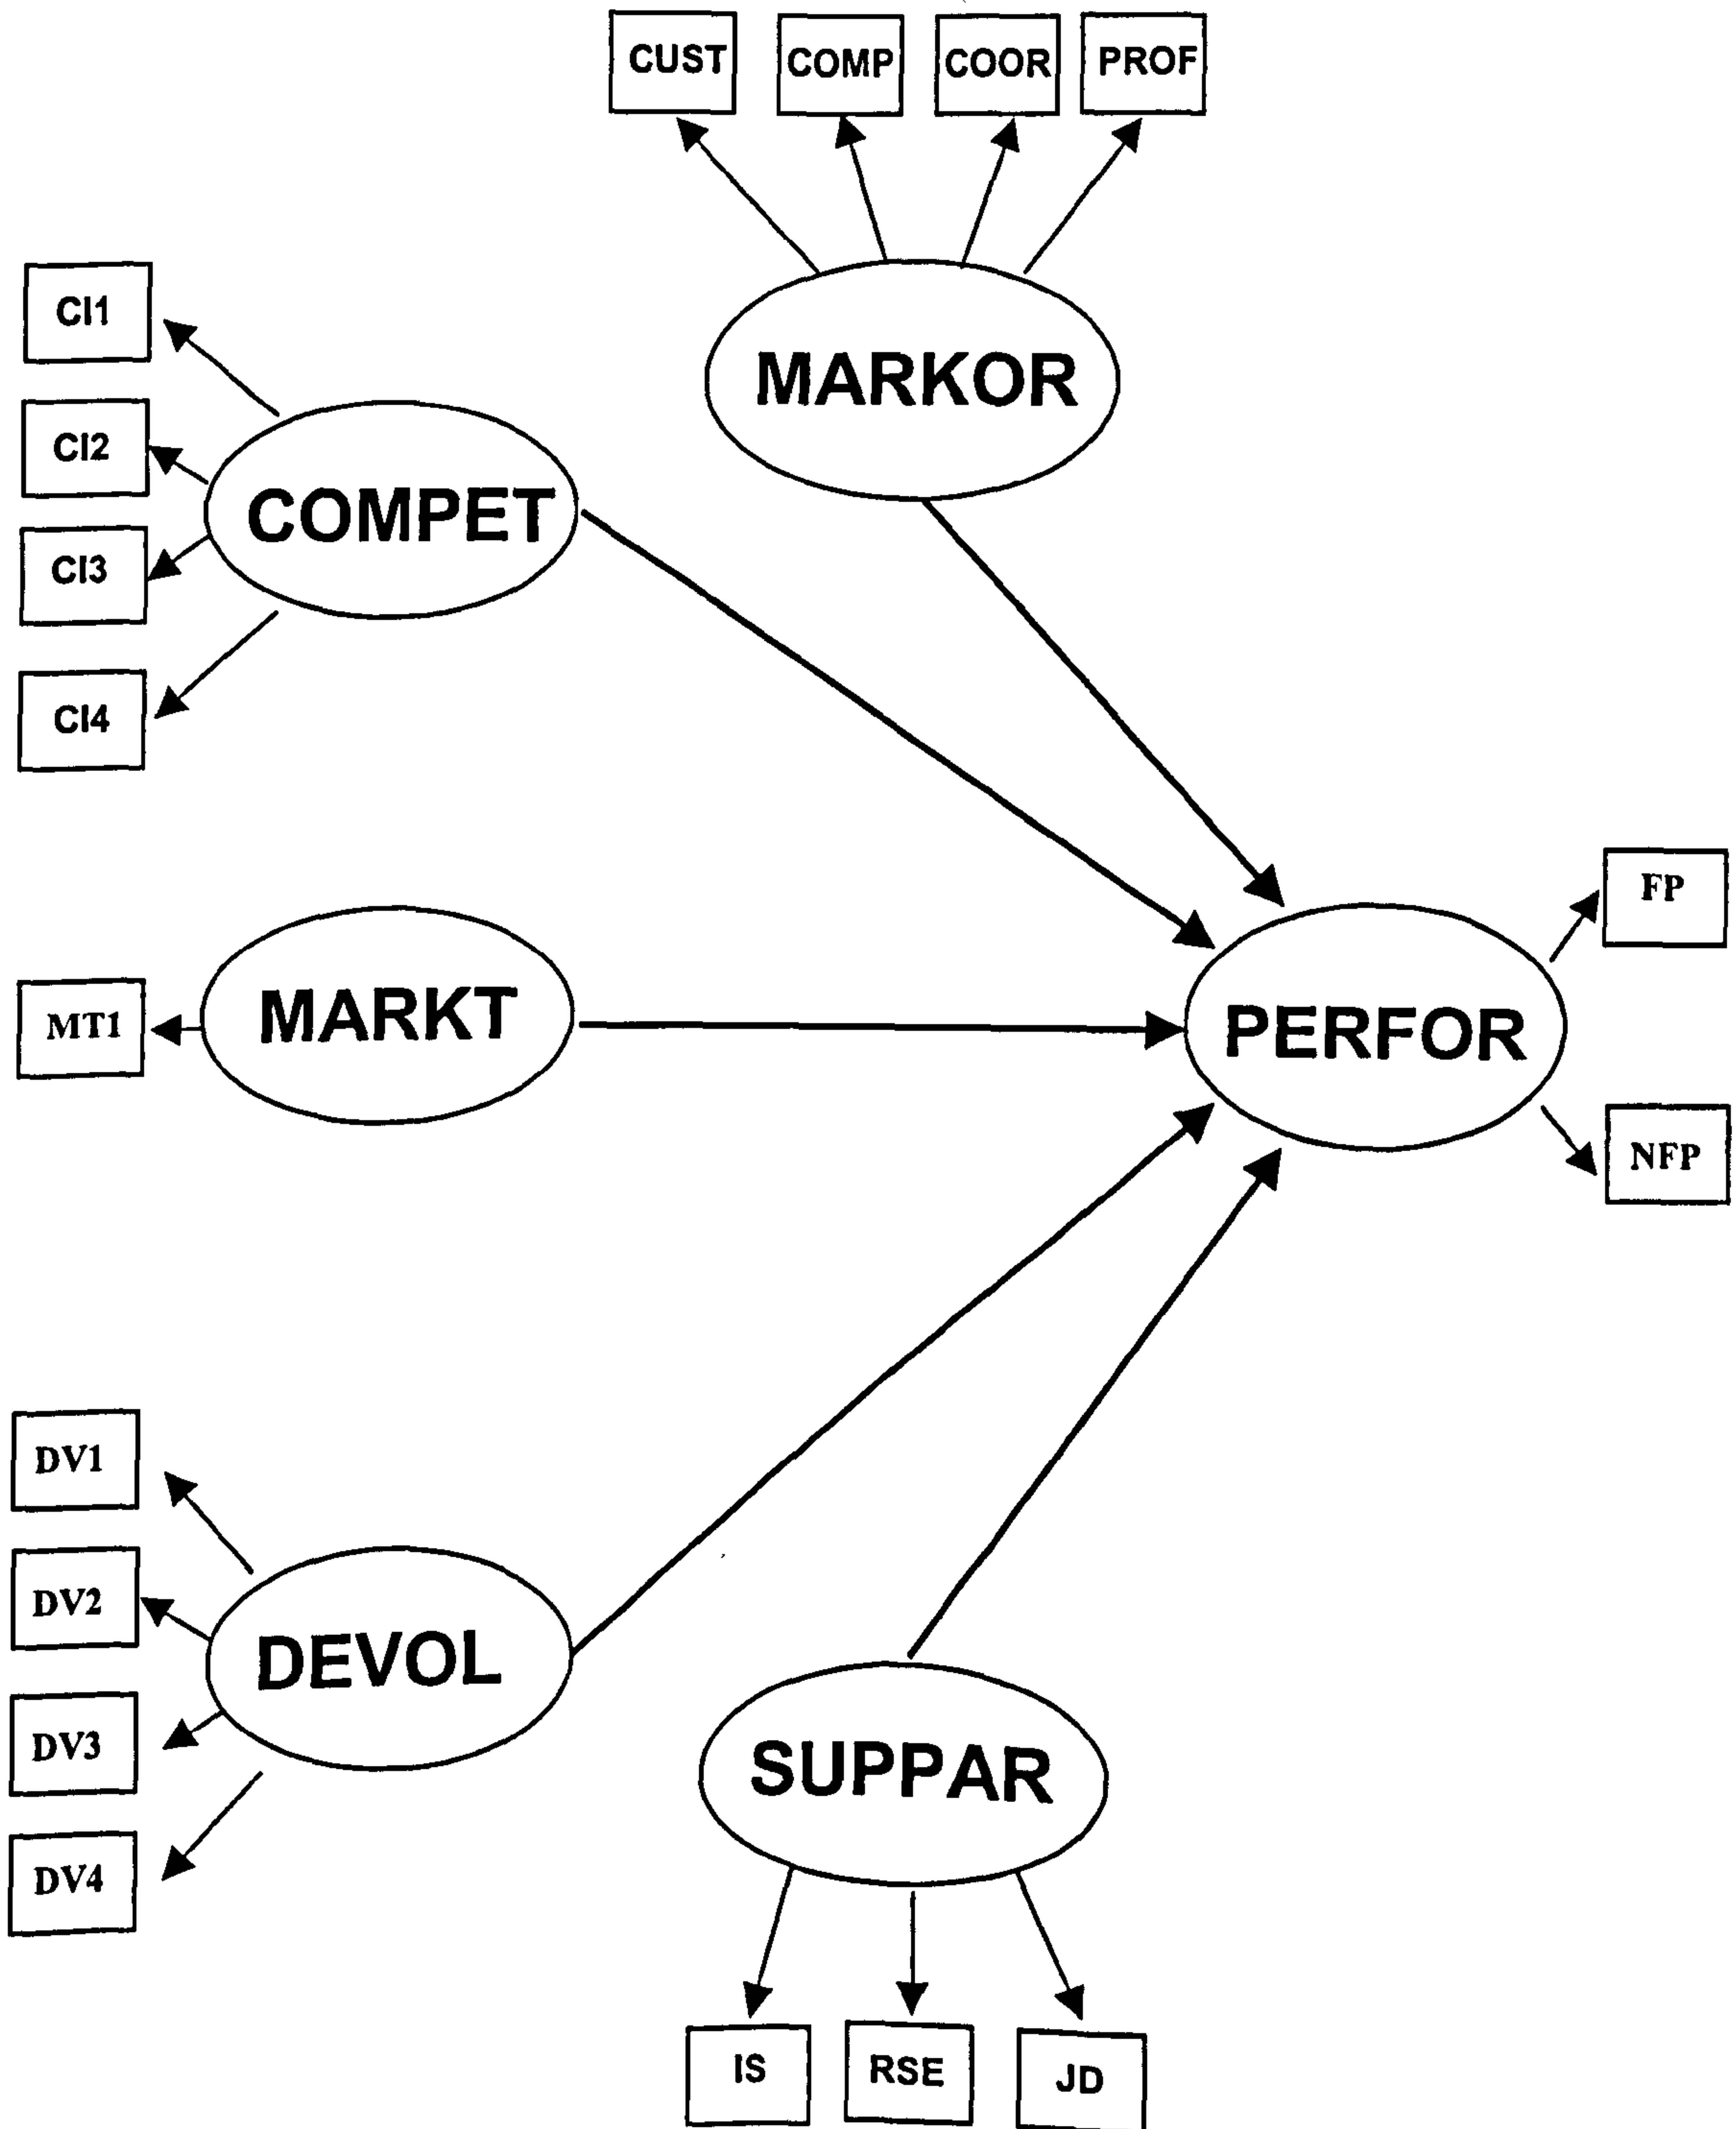 CUST COMP COOR PROF
CI1
MARKOR
CI2
COMPET
CI3
CI4
FP
MT1
MARKT
PERFOR
NFP
DV1
DV2
DEVOL
DV3
SUPPAR
DV4
IS RSE JD